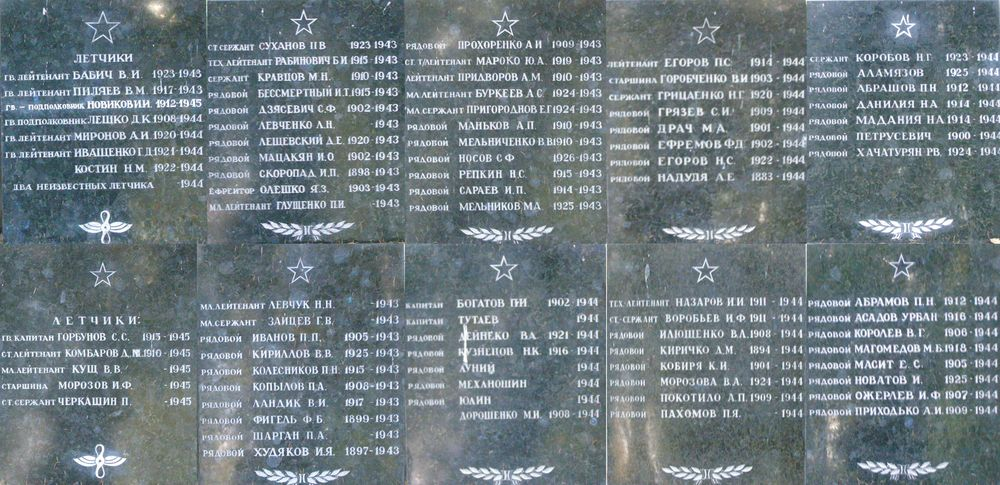 ЛЕТЧИКИ
ГВ. ЛЕЙТЕНАНТ БАБИЧ В. И. 1923-1943
ГВ. ЛЕЙТЕНАНТ ПИЛЯЕВ В.М. 1917-1943
ГВ. - ПОДПОЛКОВНИК НОВИКОВ И.И. 1912-1945
ГВ. ПОДПОЛКОВНИК ЛЕШКО Д.К. 1908-1944
ГВ. ЛЕЙТЕНАНТ МИРОНОВ А.И. 1920-1944
ГВ. ЛЕЙТЕНАНТ ИВАЩЕНКО Г.Д. 1921-1944
КОСТИН Н.М. 1922-1944
ДВА НЕИЗВЕСТНЫХ ЛЕТЧИКА -1944
СТ. СЕРЖАНТ СУХАНОВ П В 1923-1943
ТЕХ. ЛЕЙТЕНАНТ РАБИНОВИЧ Б.И. 1915-1943
СЕРЖАНТ КРАВЦОВ М.Н. 1910-1943
РЯДОВОЙ БЕССМЕРТНЫЙ И.Т. 1915-1943
РЯДОВОЙ ДЗЯСЕВИЧ С.Ф. 1902-1943
РЯДОВОЙ ЛЕВЧЕНКО А.Н. -1943
РЯДОВОЙ ЛЕЩЕВСКИЙ Д.Е. 1920-1943
РЯДОВОЙ МАЦАКЯН И.О. 1902-1943
РЯДОВОЙ СКОРОПАД И.П. 1898-1943
ЕФРЕЙТОР ОЛЕШКО Я.З. 1903-1943
МЛ. ЛЕЙТЕНАНТ ГЛУЩЕНКО П.И. -1943
РЯДОВОЙ ПРОХОРЕНКО А.И 1909-1943
СТ. Т/ЛЕЙТЕНАНТ МАРОКО Ю.А. 1919-1943
ЛЕЙТЕНАНТ ПРИДВОРОВ А.М. 1910-1943
МЛ. ЛЕЙТЕНАНТ БУРКЕЕВ А.С. 1924-1943
МЛ. СЕРЖАНТ ПРИГОРОДНОВ Е.Г. 1924-1943
РЯДОВОЙ МАНЬКОВ А.П. 1910-1943
РЯДОВОЙ МЕЛЬНИЧЕНКО В.В. 1910-1943
РЯДОВОЙ НОСОВ С.Ф. 1926-1943
РЯДОВОЙ РЕПКИН Н.С. 1915-1943
РЯДОВОЙ САРАЕВ И.П. 1914-1943
РЯДОВОЙ МЕЛЬНИКОВ М.А. 1925-1943
ЛЕЙТЕНАНТ ЕГОРОВ П.С. 1914-1944
СТАРШИНА ГОРОБЧЕНКО В.И. 1903-1944
СЕРЖАНТ ГРИЦАЕНКО Н.Г. 1920-1944
РЯДОВОЙ ГРЯЗЕВ С.И. 1909-1944
РЯДОВОЙ ДРАЧ М.А. 1901-1944
РЯДОВОЙ ЕФРЕМОВ Ф.Д. 1902-1944
РЯДОВОЙ ЕГОРОВ Н.С. 1922-1944
РЯДОВОЙ НАДУДЯ А.Е. 1883-1944
СЕРЖАНТ КОРОБОВ Н.Г. 1923-1944
РЯДОВОЙ АЛАМЯЗОВ 1925-1944
РЯДОВОЙ АБРАШОВ П.Н. 1912-1944
РЯДОВОЙ ДАНИЛИЯ Н.А. 1914-1944
РЯДОВОЙ МАДАНИЯ Н.А. 1914-1944
РЯДОВОЙ ПЕТРУСЕВИЧ 1900-1944
РЯДОВОЙ ХАЧАТУРЯН Р.В. 1924-1944
ЛЕТЧИКИ:
ГВ. КАПИТАН ГОРБУНОВ С. С. 1915-1945
СТ. ЛЕЙТЕНАНТ КОМБАРОВ Д. 1910-1945
МЛ. ЛЕЙТЕНАНТ КУЩ В.В -1945
СТАРШИНА МОРОЗОВ И.Ф. -1945
СТ. СЕРЖАНТ ЧЕРКАШИН П. -1945
МЛ. ЛЕЙТЕНАНТ ЛЕВЧУК Н.Н. -1943
МЛ. СЕРЖАНТ ЗАЙЦЕВ Г.В. -1943
РЯДОВОЙ ИВАНОВ П.П. 1905-1943
РЯДОВОЙ КИРИЛЛОВ В.В. 1925-1943
РЯДОВОЙ КОЛЕСНИКОВ П.Н. 1915-1943
РЯДОВОЙ КОПЫЛОВ П.Д. 1908-1943
РЯДОВОЙ ЛАНДИК В.И. 1917-1943
РЯДОВОЙ ФИГЕЛЬ Ф.Б. 1899-1943
РЯДОВОЙ ШАРГАН П.А. -1943
РЯДОВОЙ ХУДЯКОВ И.Я. 1897-1943
КАПИТАН БОГАТОВ П.И. 1902-1944
КАПИТАН ТУТАЕВ -1944
РЯДОВОЙ ДЕЙНЕКО В.А. 1921-1944
РЯДОВОЙ КУЗНЕЦОВ Н.К. 1916-1944
РЯДОВОЙ ЛУНИЙ -1944
РЯДОВОЙ МЕХАНОШИН -1944
РЯДОВОЙ ЮДИН -1944
ДОРОШЕНКО М.И. 1908-1944
ТЕХ. ЛЕЙТЕНАНТ НАЗАРОВ И.И 1911-1944
СТ-СЕРЖАНТ ВОРОБЬЕВ И.Ф 1911-1944
РЯДОВОЙ ИЛЮЩЕНКО В.Л. 1908-1944
РЯДОВОЙ КИРИЧКО Д.М. 1894-1944
РЯДОВОЙ КОБИРЯ К.И. 1904-1944
РЯДОВОЙ МОРОЗОВА В.А. 1924-1944
РЯДОВОЙ ПОКОТИЛО А.П. 1909-1944
РЯДОВОЙ ПАХОМОВ П.Я. -1944
РЯДОВОЙ АБРАМОВ П.Н 1912-1944
РЯДОВОЙ АСАДОВ УРБАН 1916-1944
РЯДОВОЙ КОРОЛЕВ В.Г. 1906-1944
РЯДОВОЙ МАГОМЕДОВ М.Б. 1918-1944
РЯДОВОЙ МАСИТ Е. С. 1905-1944
РЯДОВОЙ НОВАТОВ И. 1925-1944
РЯДОВОЙ ОЖЕРЛЕВ И.Ф 1907-1944
РЯДОВОЙ ПРИХОДЬКО А.И. 1909-1944